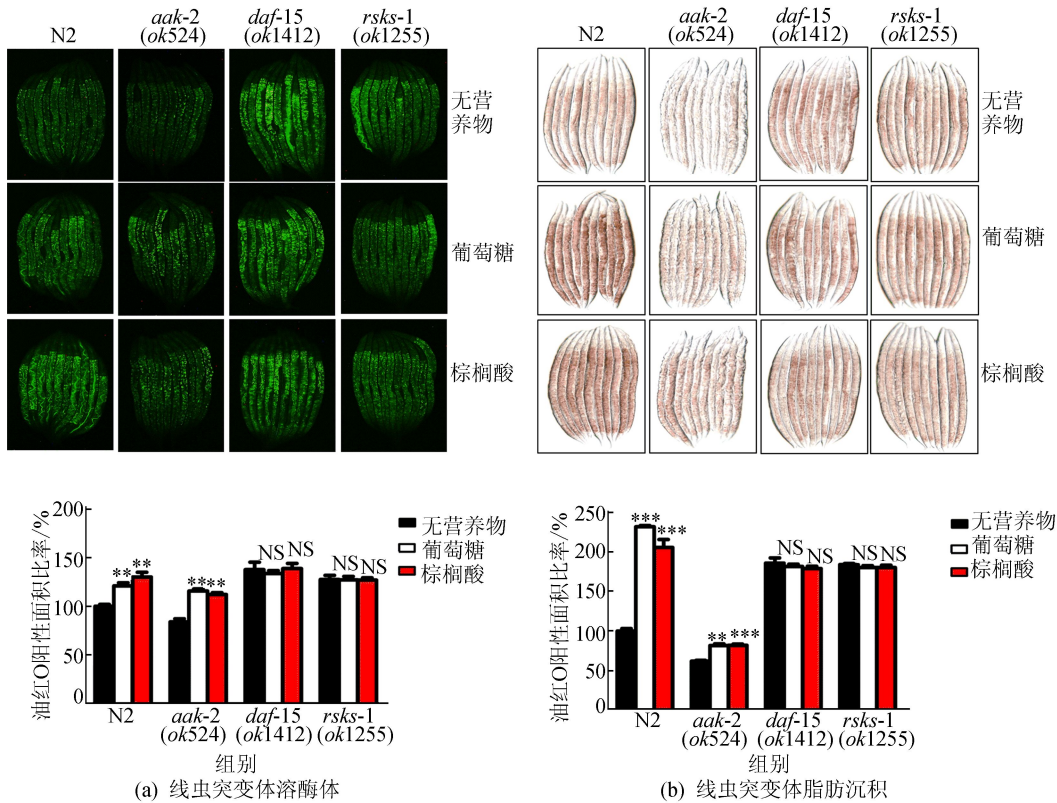 N2
aak-2
(ok524)
daf-15
(ok1412)
rsks-1
(ok1255)
无营
养物
葡萄糖
棕榈酸
N2
aak-2
(ok524)
daf-15
(ok1412)
rsks-1
(ok1255)
无营
养物
葡萄糖
棕榈酸
油红O阳性面积比率/%
200
150
100
50
0
** **
** **
NS NS
NS NS
无营养物
葡萄糖
棕榈酸
N2
aak-2
(ok524)
daf-15
(ok1412)
rsks-1
(ok1255)
组别
(a) 线虫突变体溶酶体
油红O阳性面积比率/%
250
200
150
100
50
0
*** ***
** ***
NS NS
NS NS
无营养物
葡萄糖
棕榈酸
N2
aak-2
(ok524)
daf-15
(ok1412)
rsks-1
(ok1255)
组别
(b) 线虫突变体脂肪沉积